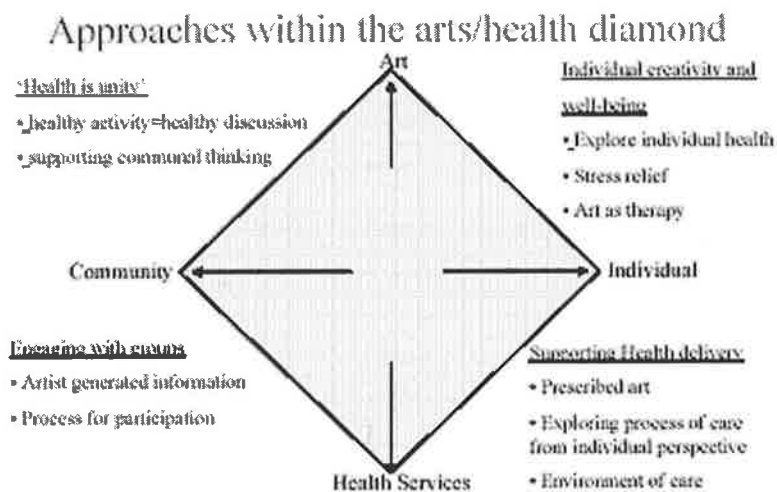 Approaches within the arts/health diamond
Art
'Health is unity'
• healthy activity=healthy discussion
• supporting communal thinking
Individual creativity and
well-being
• Explore individual health
• Stress relief
• Art as therapy
Community
Individual
Engaging with groups
• Artist generated information
• Process for participation
Supporting Health delivery
• Prescribed art
• Exploring process of care
from individual perspective
• Environment of care
Health Services